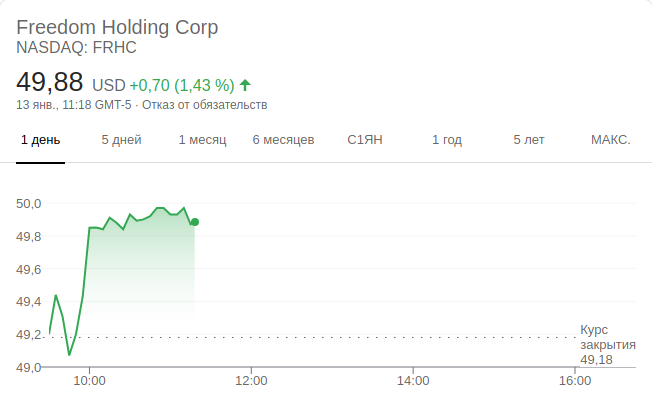 Freedom Holding Corp
NASDAQ: FRHC
49,88 USD +0,70 (1,43 %)
13 янв., 11:18 GMT-5 · Отказ от обязательств
1 день 5 дней 1 месяц 6 месяцев С1ЯН 1 год 5 лет МАКС.
50,0
49,8
49,6
49,4
49,2
49,0
Курс
закрытия
49,18
10:00 12:00 14:00 16:00